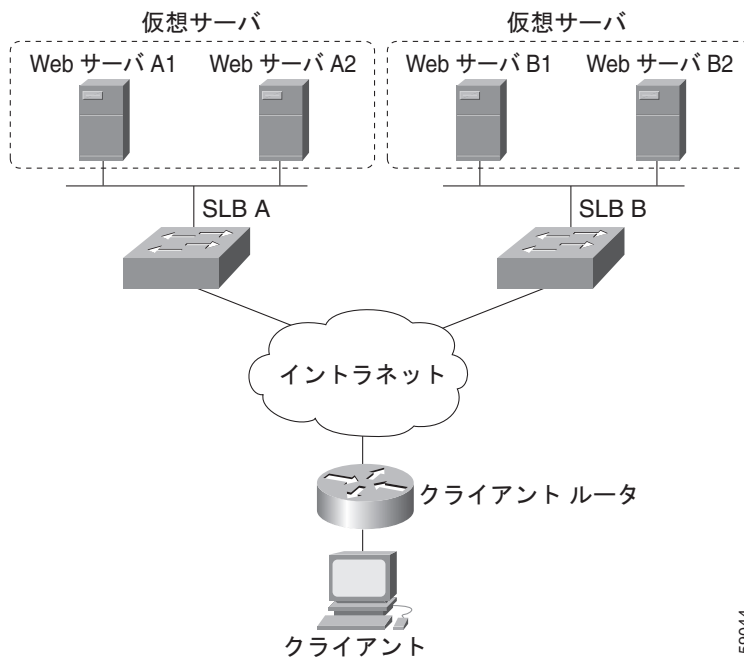 仮想サーバ
仮想サーバ
Web サーバ A1
Web サーバ A2
Web サーバ B1
Web サーバ B2
SLB A
SLB B
イントラネット
クライアント ルータ
クライアント
59044